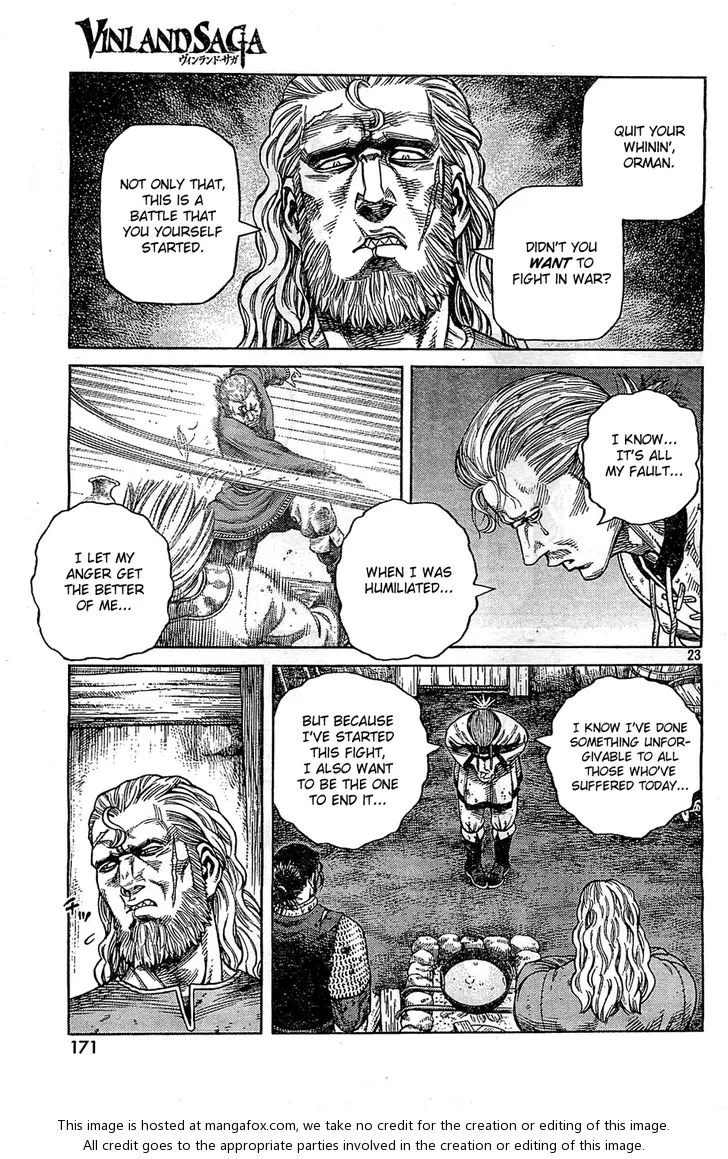 VINLAND SAGA
ヴィンランド・サガ
QUIT YOUR
WHININ',
ORMAN.
DIDN'T YOU
WANT TO
FIGHT IN WAR?
NOT ONLY THAT,
THIS IS A
BATTLE THAT
YOU YOURSELF
STARTED.
I KNOW...
IT'S ALL
MY FAULT...
WHEN I WAS
HUMILIATED...
I LET MY
ANGER GET
THE BETTER
OF ME...
23
I KNOW I'VE DONE
SOMETHING UNFOR-
GIVABLE TO ALL
THOSE WHO'VE
SUFFERED TODAY...
BUT BECAUSE
I'VE STARTED
THIS FIGHT,
I ALSO WANT
TO BE THE ONE
TO END IT...
チッ
171
This image is hosted at mangafox.com, we take no credit for the creation or editing of this image.
All credit goes to the appropriate parties involved in the creation or editing of this image.